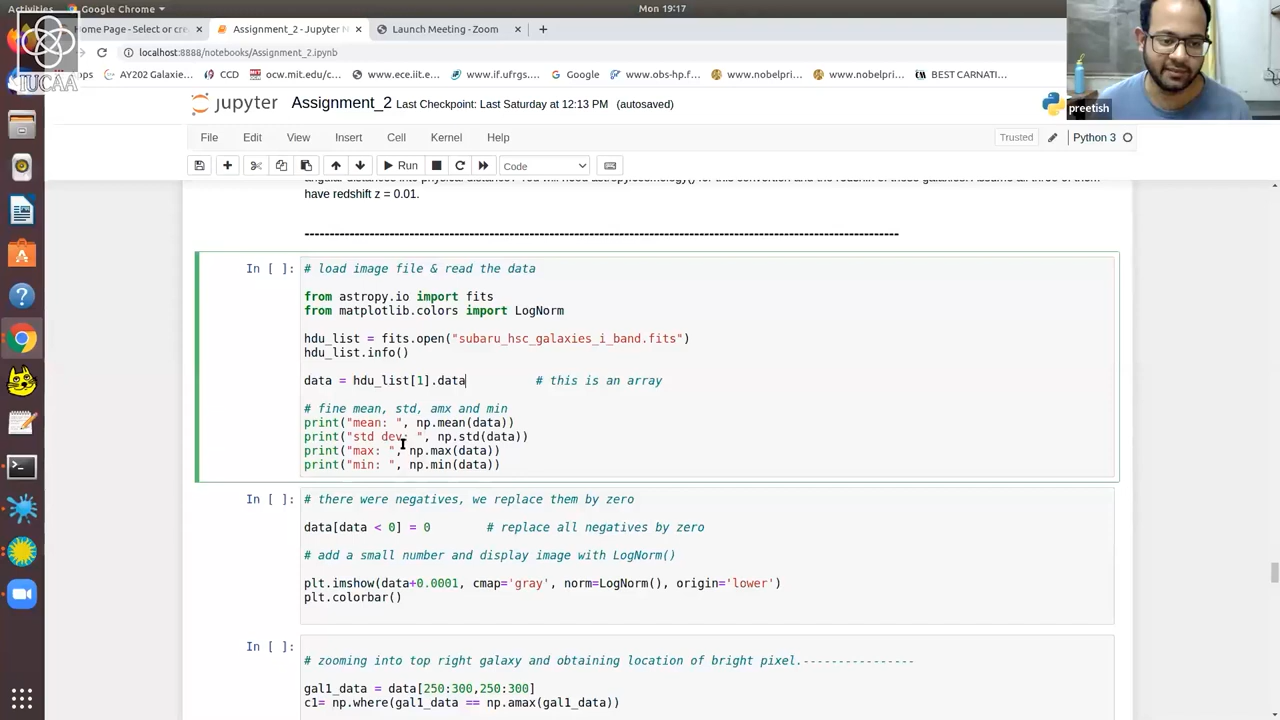 Activities
Google Chrome
Mon 19:17
Home Page - Select or cre
Assignment_2 - Jupyter N
Launch Meeting - Zoom
localhost:8888/notebooks/Assignment_2.ipynb
AY202 Galaxie
CCD
ocw.mit.edu/c…
www.ece.iit.e…
www.if.ufrgs.…
Google
www.obs-hp.f…
www.nobelpri…
www.nobelpri…
BEST CARNATI…
IUCAA
preetish
jupyter Assignment_2 Last Checkpoint: Last Saturday at 12:13 PM (autosaved)
File Edit View Insert Cell Kernel Help
Trusted
Python 3
Run
Code
have redshift z = 0.01.
In [ ]:
# load image file & read the data
from astropy.io import fits
from matplotlib.colors import LogNorm
hdu_list = fits.open("subaru_hsc_galaxies_i_band.fits")
hdu_list.info()
data = hdu_list[1].data # this is an array
# fine mean, std, amx and min
print("mean: ", np.mean(data))
print("std dev: ", np.std(data))
print("max: ", np.max(data))
print("min: ", np.min(data))
In [ ]:
# there were negatives, we replace them by zero
data[data < 0] = 0 # replace all negatives by zero
# add a small number and display image with LogNorm()
plt.imshow(data+0.0001, cmap='gray', norm=LogNorm(), origin='lower')
plt.colorbar()
In [ ]:
# zooming into top right galaxy and obtaining location of bright pixel.----------------
gal1_data = data[250:300,250:300]
c1= np.where(gal1_data == np.amax(gal1_data))